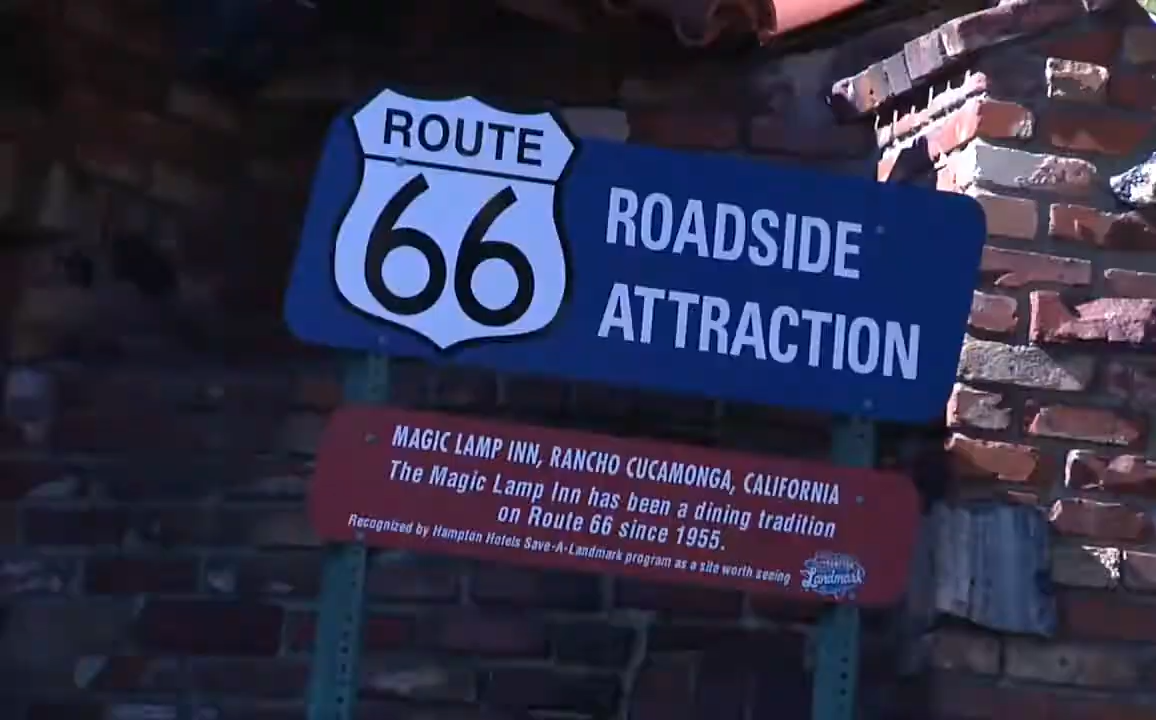 ROUTE
66
ROADSIDE
ATTRACTION
MAGIC LAMP INN, RANCHO CUCAMONGA, CALIFORNIA
The Magic Lamp Inn has been a dining tradition
on Route 66 since 1955.
Recognized by Hampton Hotels Save-A-Landmark program as a site worth seeing
Landmark